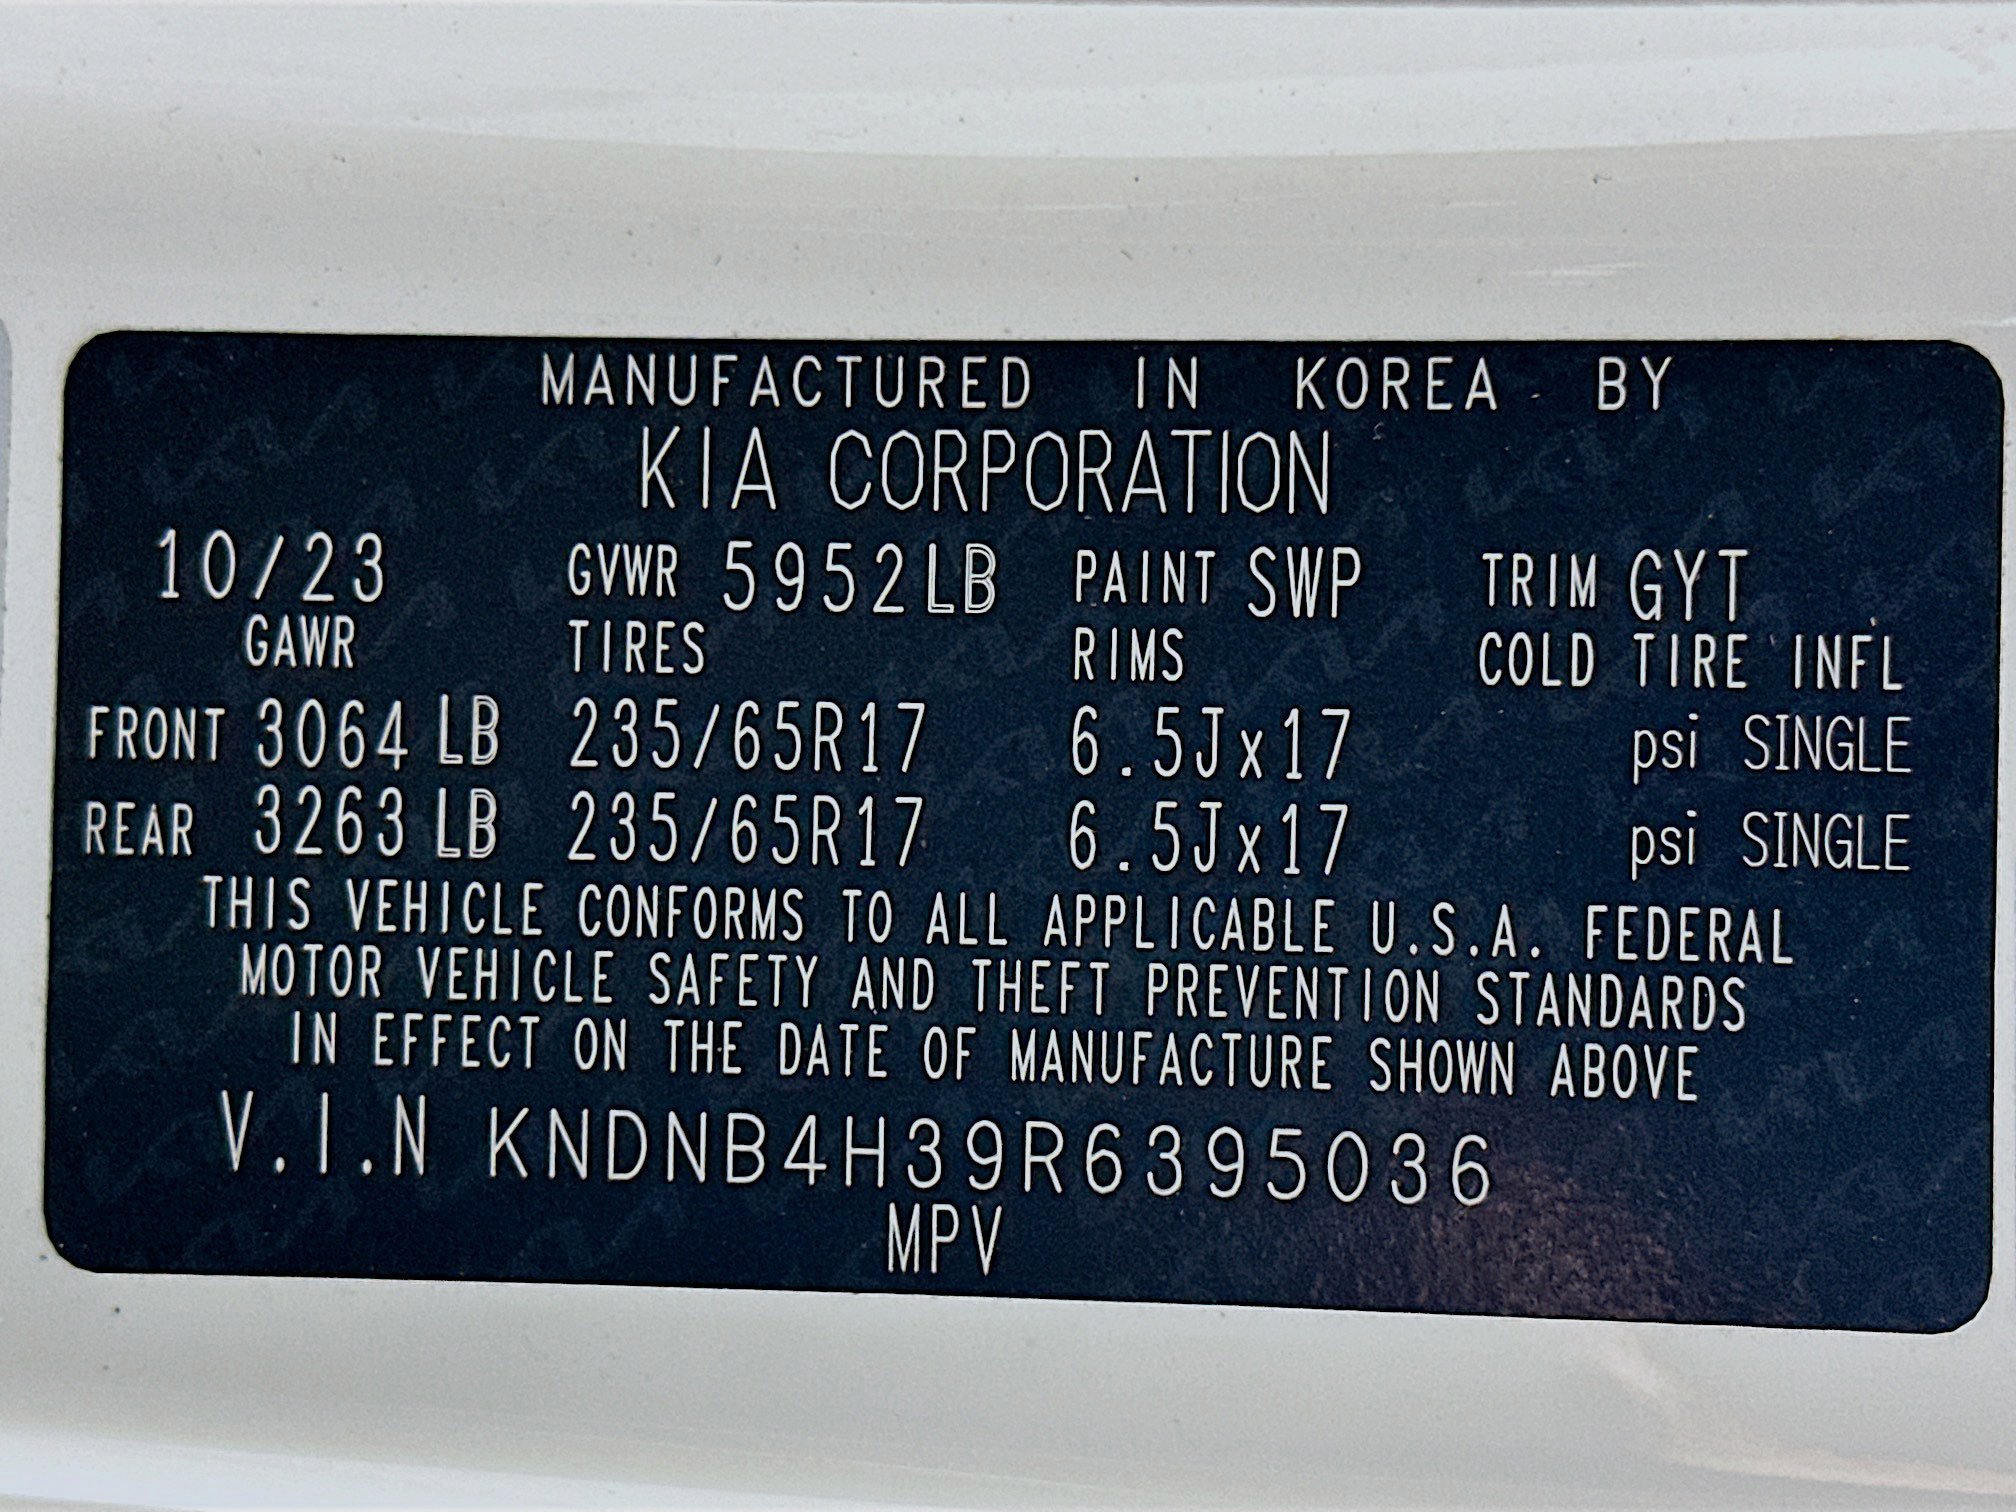 MANUFACTURED IN KOREA BY
KIA CORPORATION
10/23 GVWR 5952LB PAINT SWP TRIM GYT
GAWR TIRES RIMS COLD TIRE INFL
FRONT 3064 LB 235/65R17 6.5Jx17 psi SINGLE
REAR 3263 LB 235/65R17 6.5Jx17 psi SINGLE
THIS VEHICLE CONFORMS TO ALL APPLICABLE U.S.A. FEDERAL
MOTOR VEHICLE SAFETY AND THEFT PREVENTION STANDARDS
IN EFFECT ON THE DATE OF MANUFACTURE SHOWN ABOVE
V.I.N KNDNB4H39R6395036
MPV